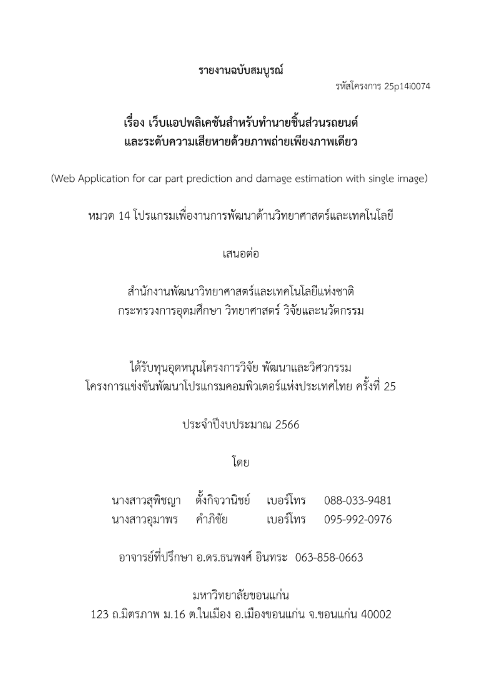 รายงานฉบับสมบูรณ์
รหัสโครงการ 25p14i0074
เรื่อง เว็บแอปพลิเคชันสำหรับทำนายชิ้นส่วนรถยนต์
และระดับความเสียหายด้วยภาพถ่ายเพียงภาพเดียว
(Web Application for car part prediction and damage estimation with single image)
หมวด 14 โปรแกรมเพื่องานการพัฒนาด้านวิทยาศาสตร์และเทคโนโลยี
เสนอต่อ
สำนักงานพัฒนาวิทยาศาสตร์และเทคโนโลยีแห่งชาติ
กระทรวงการอุดมศึกษา วิทยาศาสตร์ วิจัยและนวัตกรรม
ได้รับทุนอุดหนุนโครงการวิจัย พัฒนาและวิศวกรรม
โครงการแข่งขันพัฒนาโปรแกรมคอมพิวเตอร์แห่งประเทศไทย ครั้งที่ 25
ประจำปีงบประมาณ 2566
โดย
นางสาวสุพิชญา ตั้งกิจวานิชย์ เบอร์โทร 088-033-9481
นางสาวอุมาพร คำภิชัย เบอร์โทร 095-992-0976
อาจารย์ที่ปรึกษา อ.ดร.ธนพงศ์ อินทระ 063-858-0663
มหาวิทยาลัยขอนแก่น
123 ถ.มิตรภาพ ม.16 ต.ในเมือง อ.เมืองขอนแก่น จ.ขอนแก่น 40002